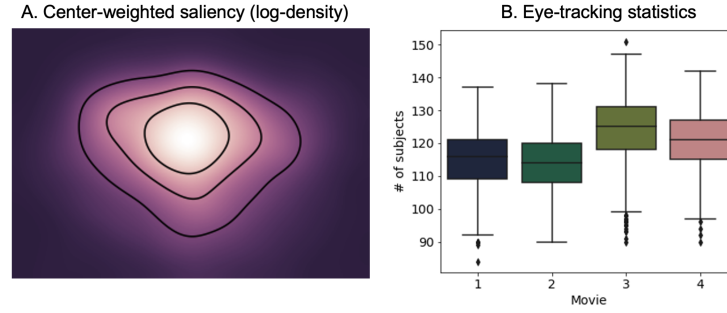 A. Center-weighted saliency (log-density)
B. Eye-tracking statistics
150
140
130
120
110
100
90
# of subjects
1 2 3 4
Movie